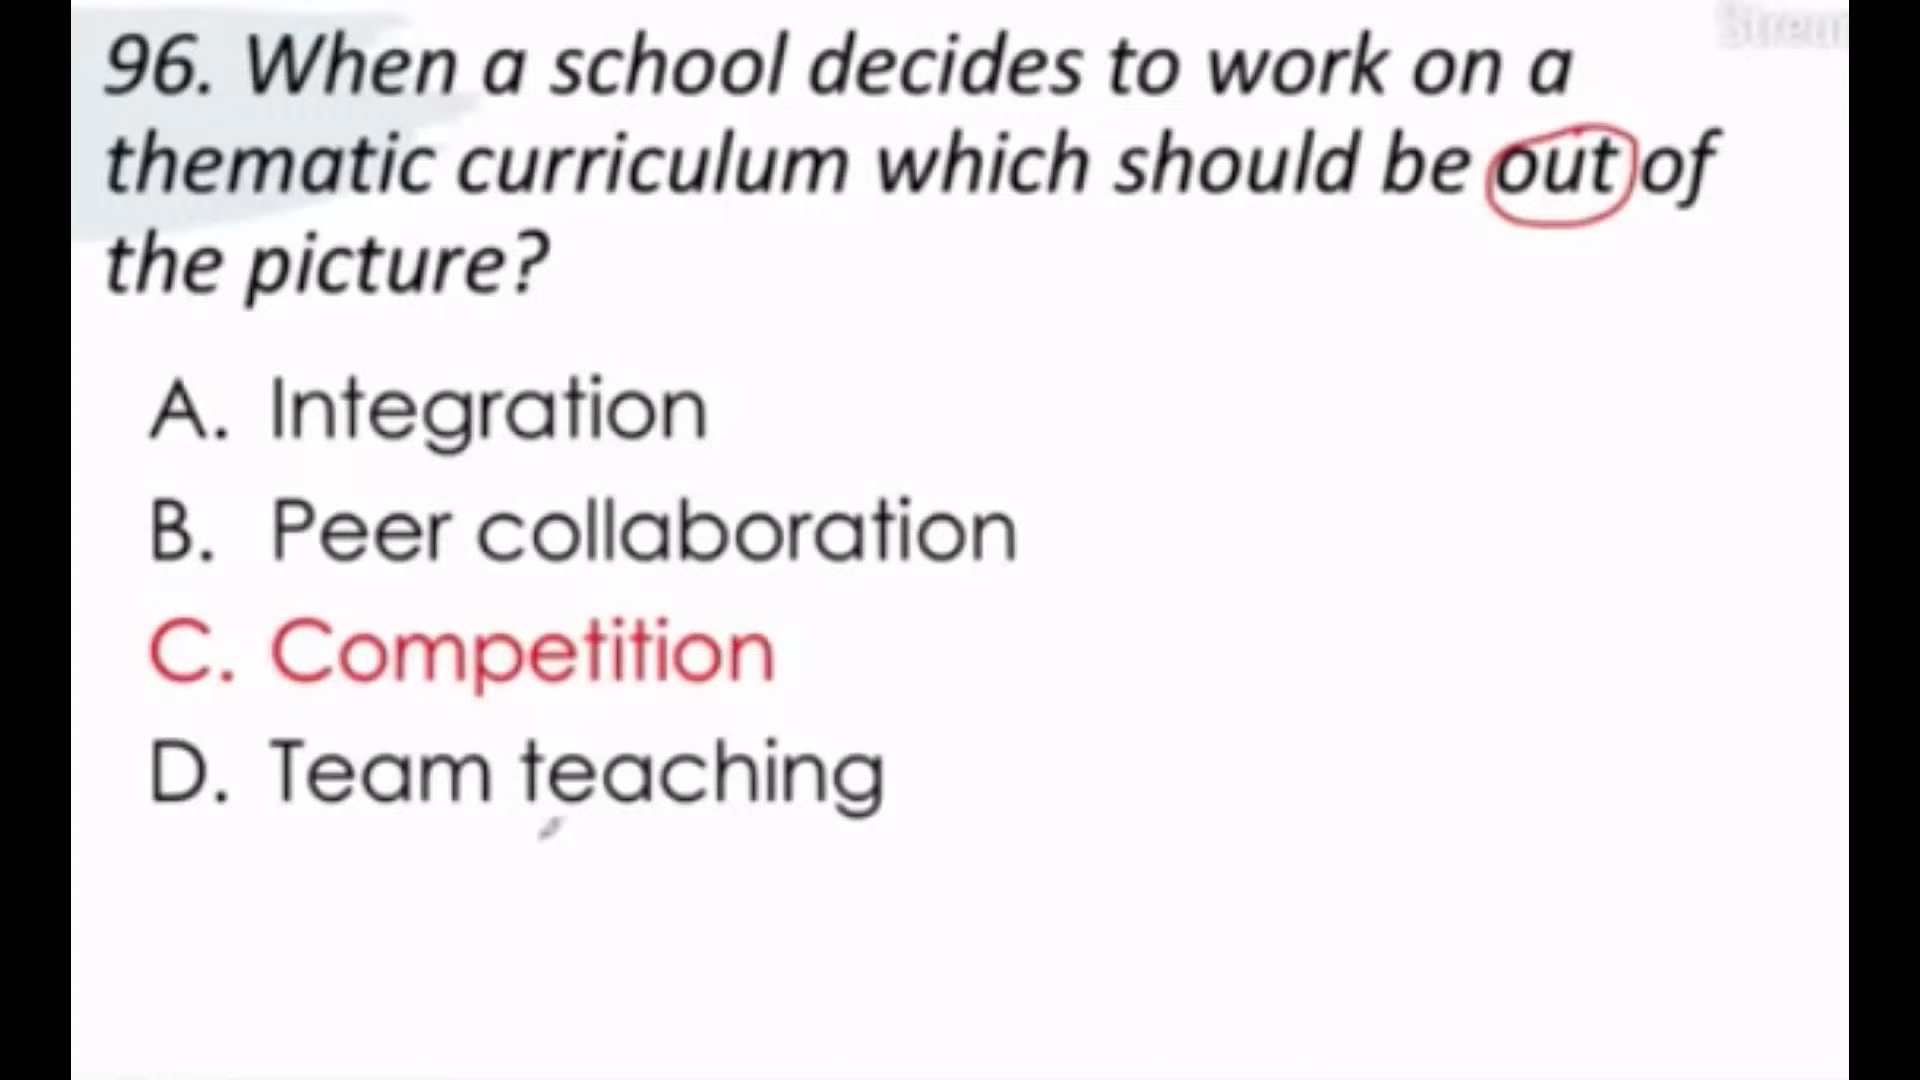 96. When a school decides to work on a
thematic curriculum which should be out of
the picture?
A. Integration
B. Peer collaboration
C. Competition
D. Team teaching